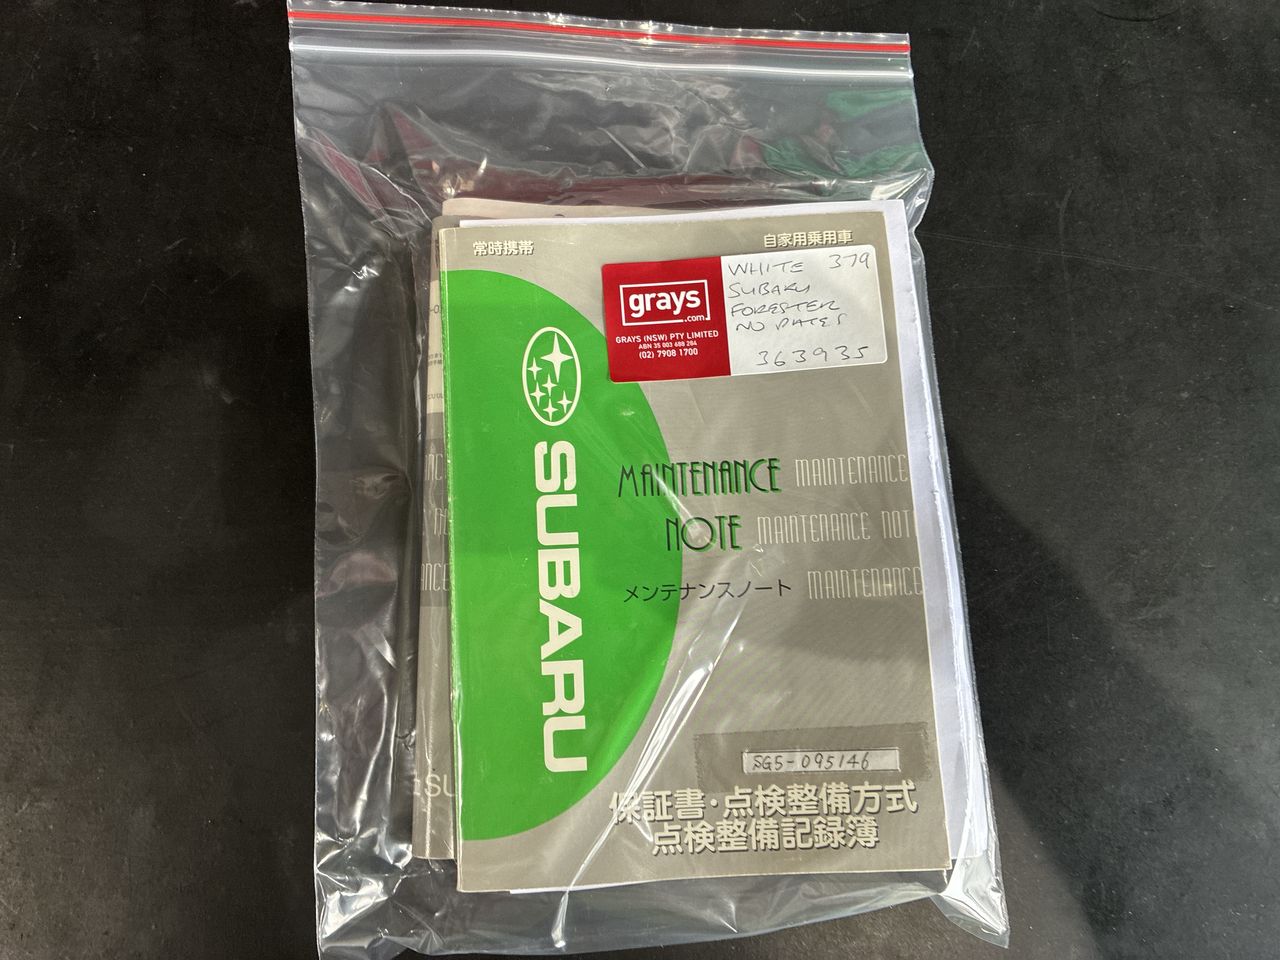 常時携帯
自家用乗用車
grays
.com
GRAYS (NSW) PTY LIMITED
ABN 35 003 688 284
(02) 7908 1700
WHITE 379
SUBARU
FORESTER
NO PLATES
363935
SUBARU
MAINTENANCE MAINTENANCE
NOTE MAINTENANCE NOT
メンテナンスノート MAINTENANCE
SG5-095146
保証書・点検整備方式
点検整備記録簿
SU